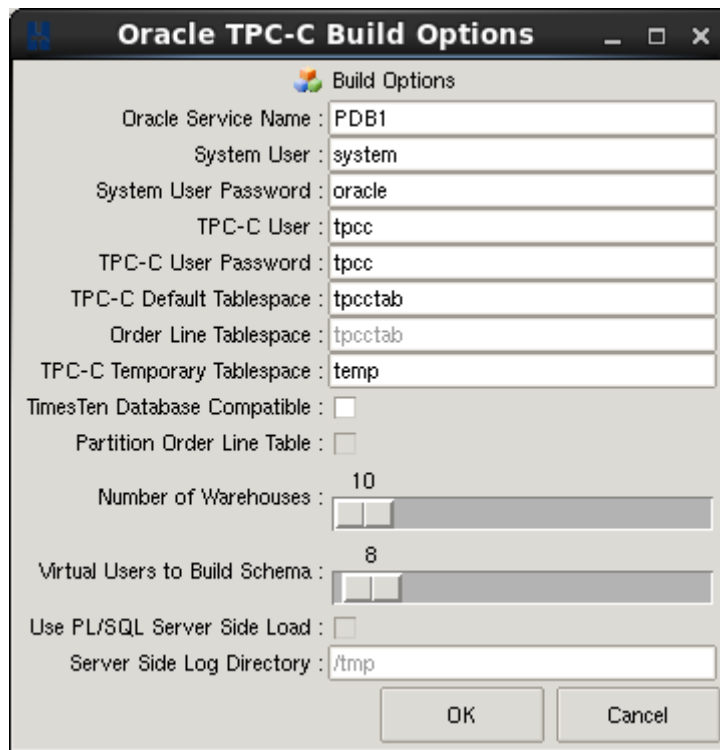 Oracle TPC-C Build Options
Build Options
Oracle Service Name : PDB1
System User : system
System User Password : oracle
TPC-C User : tpcc
TPC-C User Password : tpcc
TPC-C Default Tablespace : tpcctab
Order Line Tablespace : tpcctab
TPC-C Temporary Tablespace : temp
TimesTen Database Compatible :
Partition Order Line Table :
10
Number of Warehouses :
8
Virtual Users to Build Schema :
Use PL/SQL Server Side Load :
Server Side Log Directory : /tmp
OK Cancel